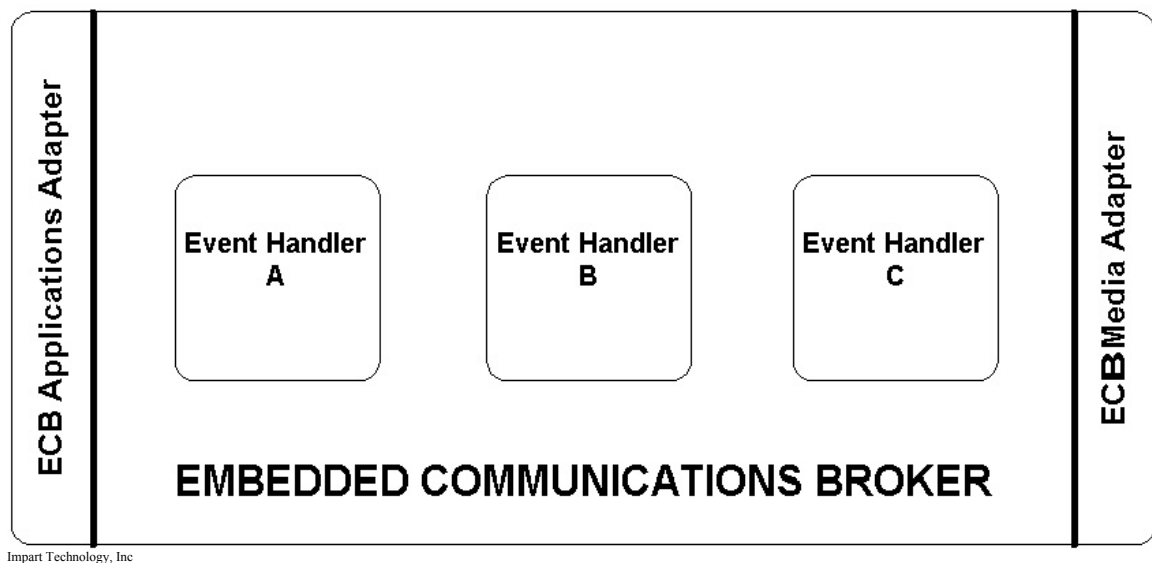 ECB Applications Adapter
Event Handler
A
Event Handler
B
Event Handler
C
ECB Media Adapter
EMBEDDED COMMUNICATIONS BROKER
Impart Technology, Inc